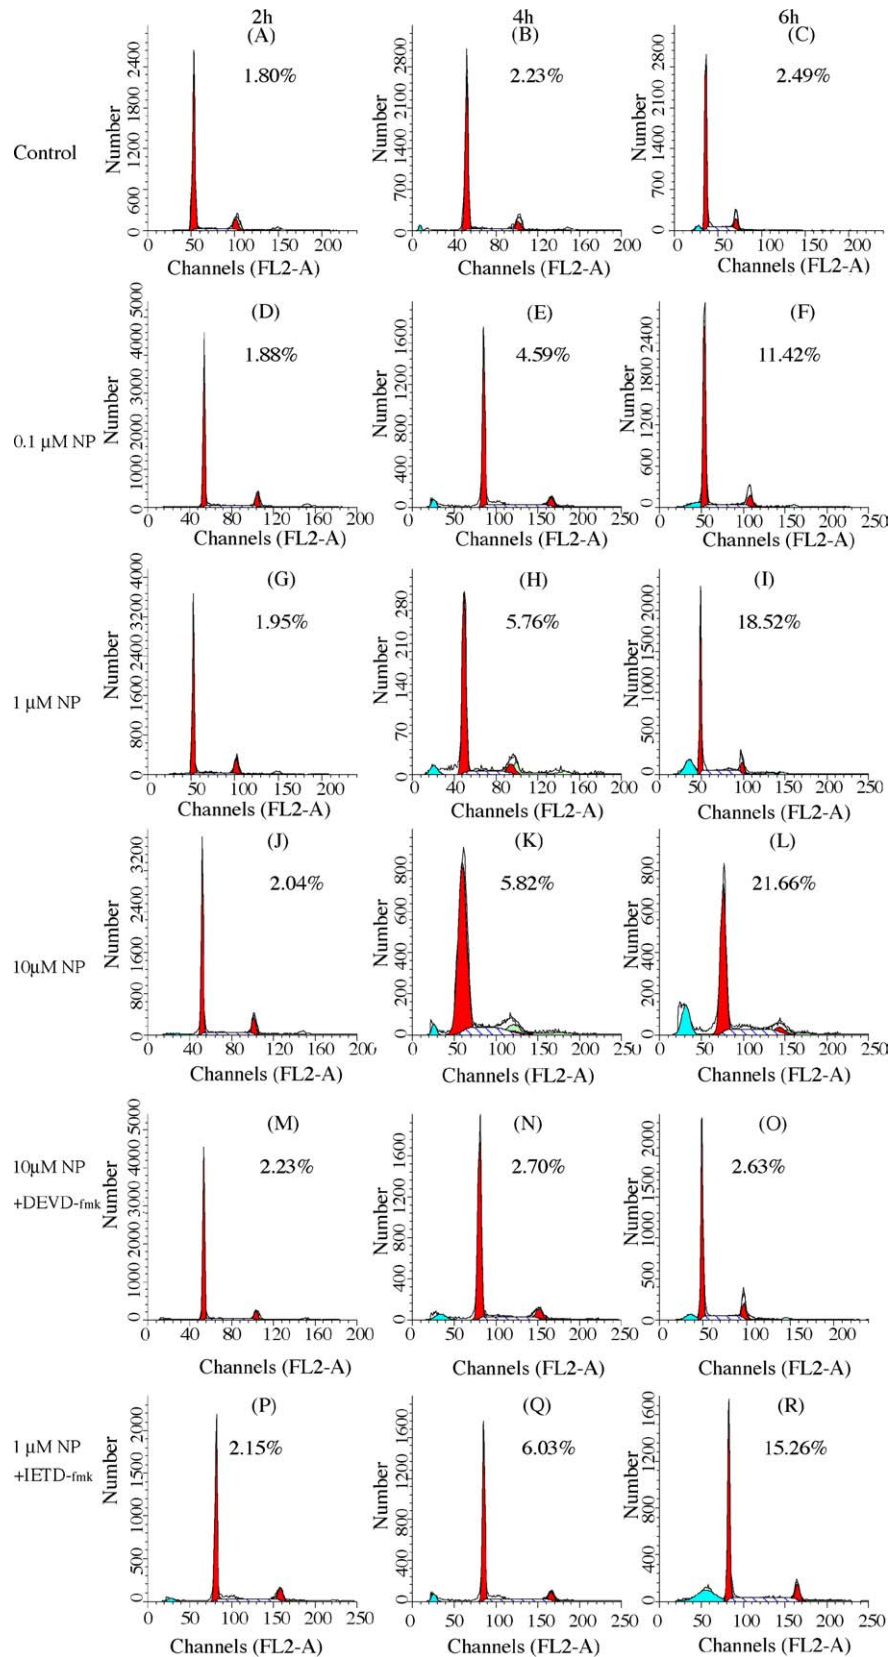 2h 4h 6h
(A) (B) (C)
1.80% 2.23% 2.49%
Control
Number Number Number
0 600 1200 1800 2400
0 700 1400 2100 2800
0 700 1400 2100 2800
0 50 100 150 200
0 40 80 120 160 200
0 50 100 150 200
Channels (FL2-A) Channels (FL2-A) Channels (FL2-A)
(D) (E) (F)
1.88% 4.59% 11.42%
0.1 µM NP
Number Number Number
0 1000 2000 3000 4000 5000
0 400 800 1200 1600
0 600 1200 1800 2400
0 40 80 120 160 200
0 50 100 150 200 250
0 50 100 150 200 250
Channels (FL2-A) Channels (FL2-A) Channels (FL2-A)
(G) (H) (I)
1.95% 5.76% 18.52%
1 µM NP
Number Number Number
0 800 1600 2400 3200 4000
0 70 140 210 280
0 500 1000 1500 2000
0 50 100 150 200
0 40 80 120 160 200
0 50 100 150 200 250
Channels (FL2-A) Channels (FL2-A) Channels (FL2-A)
(J) (K) (L)
2.04% 5.82% 21.66%
10µM NP
Number Number Number
0 800 1600 2400 3200
0 200 400 600 800
0 200 400 600 800
0 40 80 120 160 200
0 50 100 150 200 250
0 50 100 150 200 250
Channels (FL2-A) Channels (FL2-A) Channels (FL2-A)
(M) (N) (O)
2.23% 2.70% 2.63%
10µM NP
+DEVD-fmk
Number Number Number
0 1000 2000 3000 4000 5000
0 400 800 1200 1600
0 500 1000 1500 2000
0 40 80 120 160 200
0 50 100 150 200 250
0 50 100 150 200
Channels (FL2-A) Channels (FL2-A) Channels (FL2-A)
(P) (Q) (R)
2.15% 6.03% 15.26%
1 µM NP
+IETD-fmk
Number Number Number
0 500 1000 1500 2000
0 400 800 1200 1600
0 400 800 1200 1600
0 50 100 150 200 250
0 50 100 150 200 250
0 50 100 150 200 250
Channels (FL2-A) Channels (FL2-A) Channels (FL2-A)